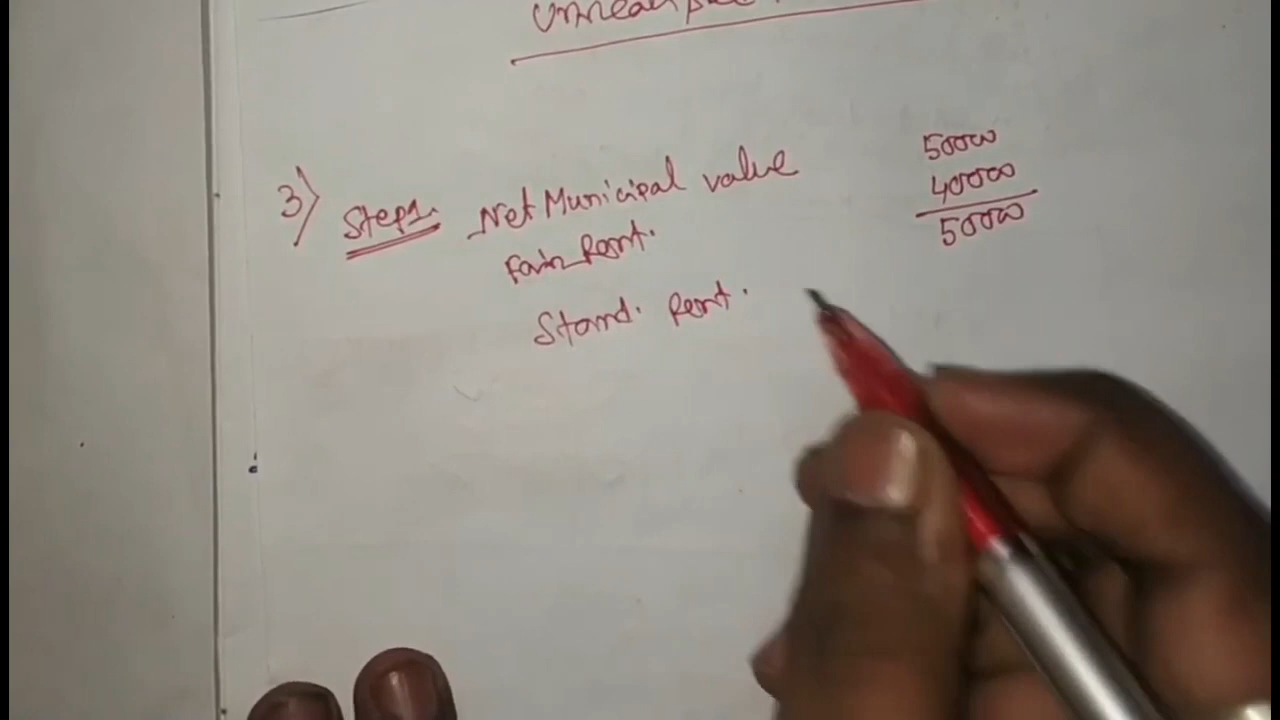 3) Step1. Net Municipal value 50000
Fair Rent. 40000
50000
Stand. Rent.